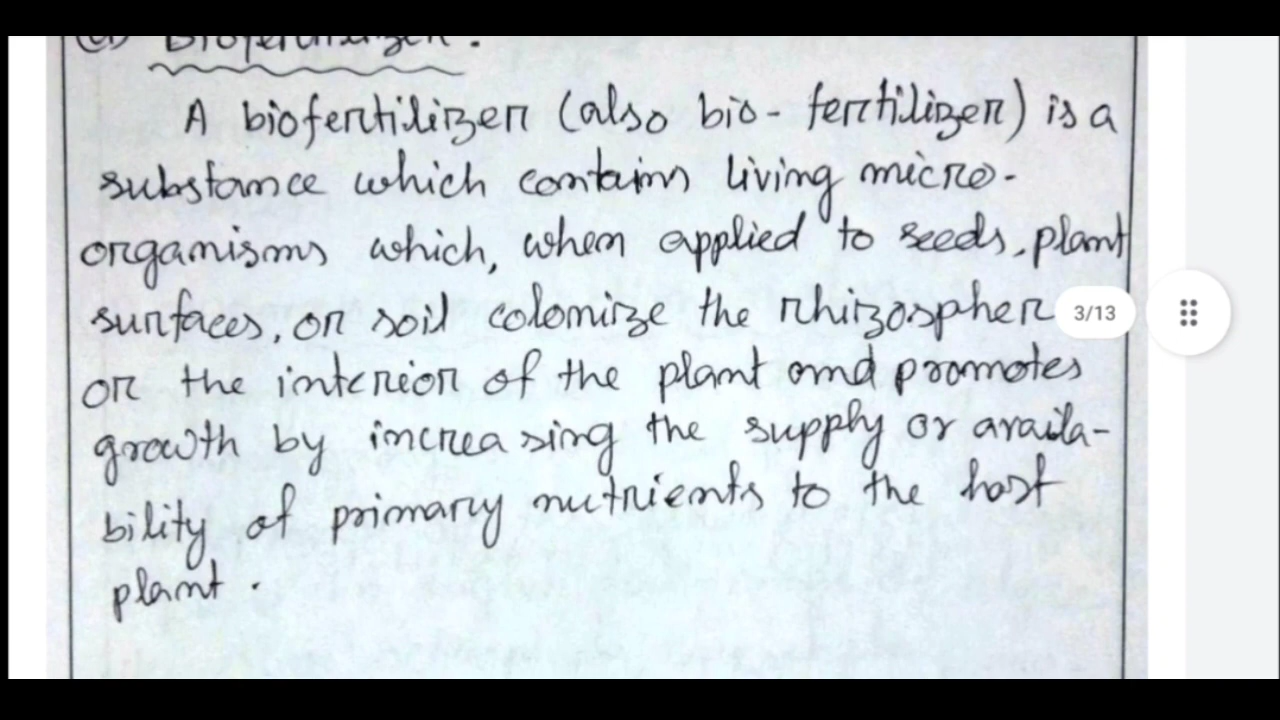 Biofertilizer.
A biofertilizer (also bio-fertilizer) is a
substance which contains living micro-
organisms which, when applied to seeds, plant
surfaces, or soil colonize the rhizospher
or the interior of the plant and promotes
growth by increasing the supply or availa-
bility of primary nutrients to the host
plant.
3/13